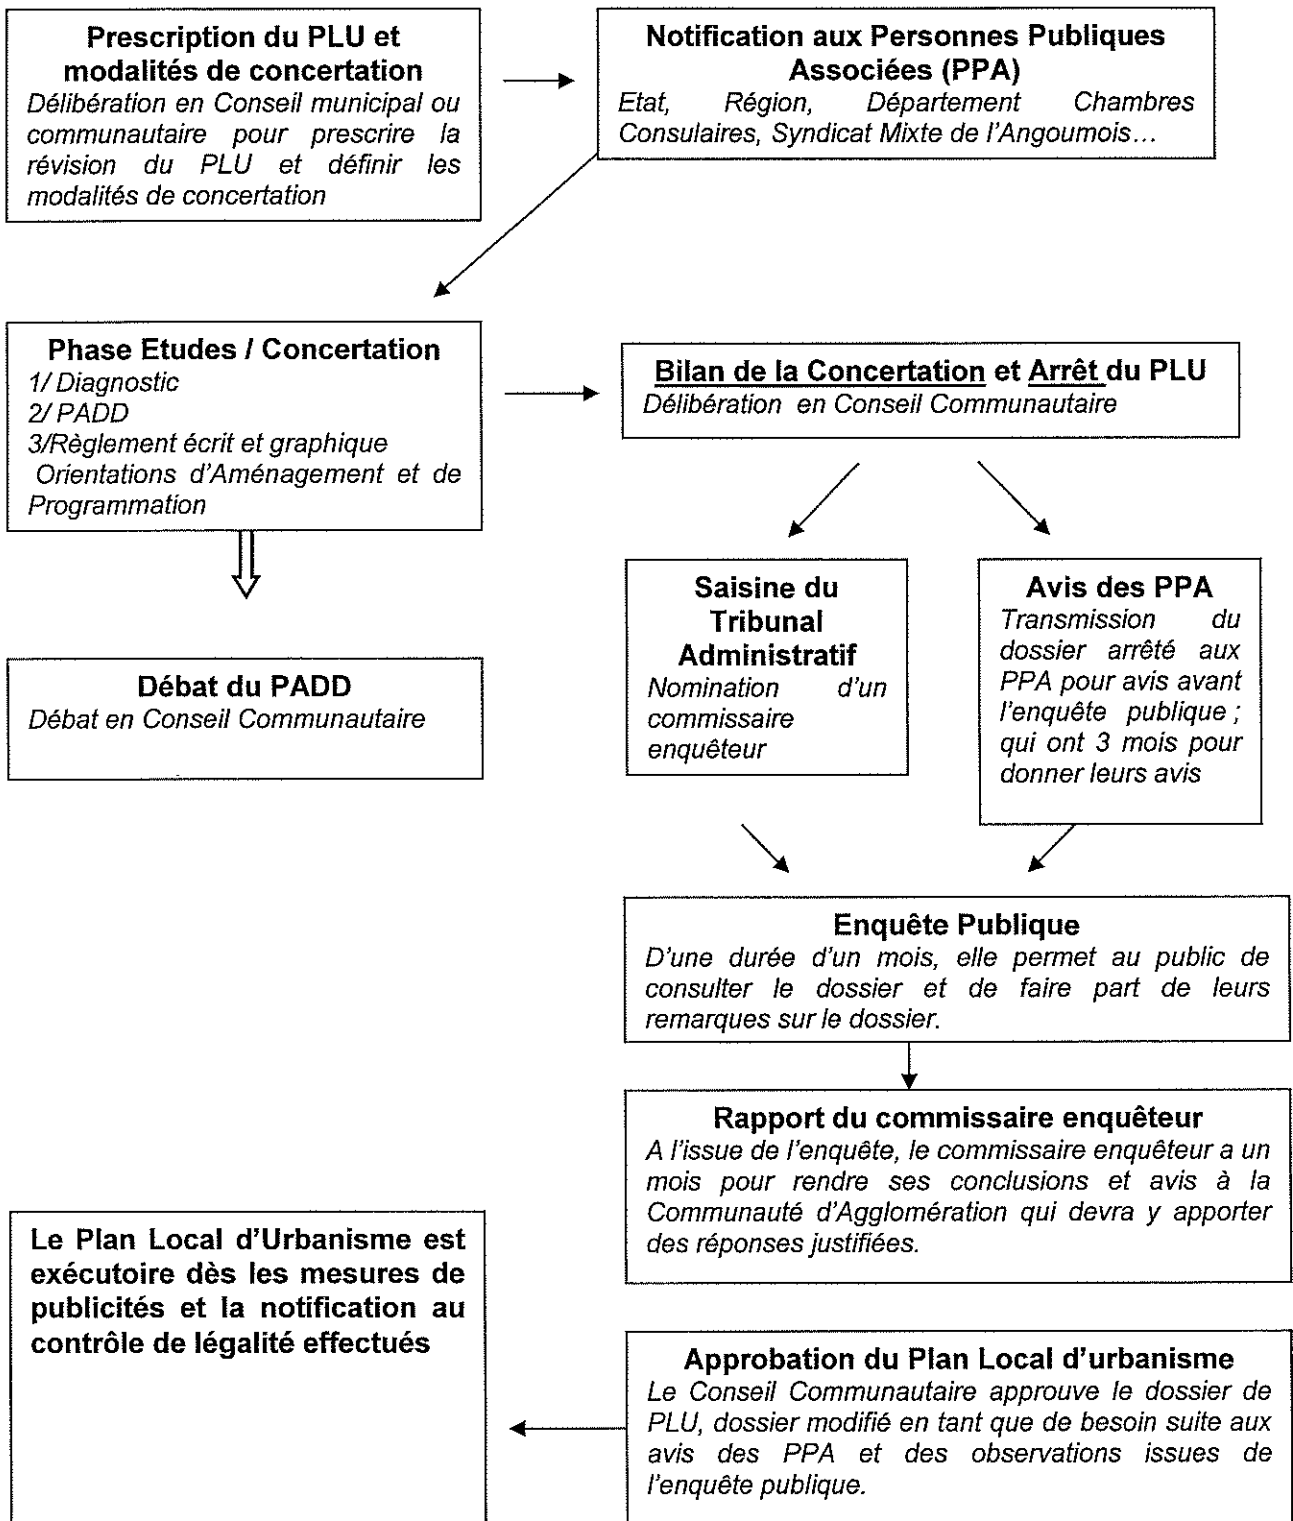 Prescription du PLU et
modalités de concertation
Délibération en Conseil municipal ou
communautaire pour prescrire la
révision du PLU et définir les
modalités de concertation
Notification aux Personnes Publiques
Associées (PPA)
Etat, Région, Département Chambres
Consulaires, Syndicat Mixte de l'Angoumois...
Phase Etudes / Concertation
1/ Diagnostic
2/ PADD
3/Règlement écrit et graphique
Orientations d'Aménagement et de
Programmation
Bilan de la Concertation et Arrêt du PLU
Délibération en Conseil Communautaire
Débat du PADD
Débat en Conseil Communautaire
Saisine du
Tribunal
Administratif
Nomination d'un
commissaire
enquêteur
Avis des PPA
Transmission du
dossier arrêté aux
PPA pour avis avant
l'enquête publique ;
qui ont 3 mois pour
donner leurs avis
Enquête Publique
D'une durée d'un mois, elle permet au public de
consulter le dossier et de faire part de leurs
remarques sur le dossier.
Rapport du commissaire enquêteur
A l'issue de l'enquête, le commissaire enquêteur a un
mois pour rendre ses conclusions et avis à la
Communauté d'Agglomération qui devra y apporter
des réponses justifiées.
Approbation du Plan Local d'urbanisme
Le Conseil Communautaire approuve le dossier de
PLU, dossier modifié en tant que de besoin suite aux
avis des PPA et des observations issues de
l'enquête publique.
Le Plan Local d'Urbanisme est
exécutoire dès les mesures de
publicités et la notification au
contrôle de légalité effectués